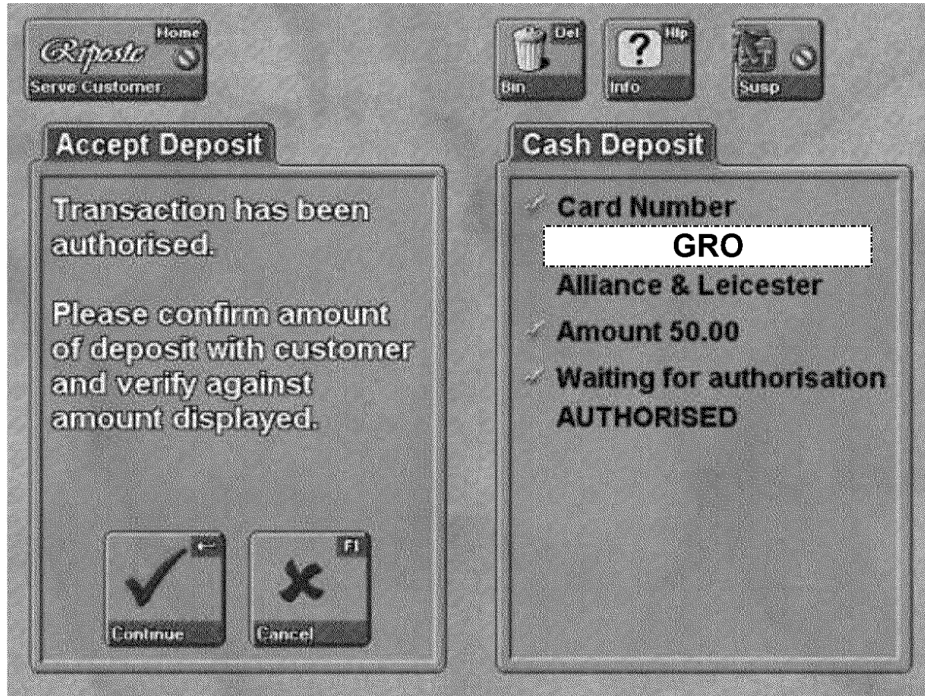 Riposte
Home
Serve Customer
Del
Bin
Hlp
?
Info
Susp
Accept Deposit
Transaction has been
authorised.
Please confirm amount
of deposit with customer
and verify against
amount displayed.
Continue
F1
Cancel
Cash Deposit
Card Number
GRO
Alliance & Leicester
Amount 50.00
Waiting for authorisation
AUTHORISED